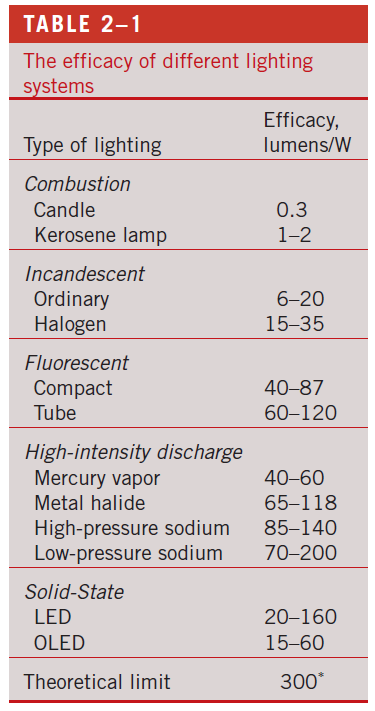 TABLE 2–1
The efficacy of different lighting
systems
Efficacy,
Type of lighting lumens/W
Combustion
Candle 0.3
Kerosene lamp 1–2
Incandescent
Ordinary 6–20
Halogen 15–35
Fluorescent
Compact 40–87
Tube 60–120
High-intensity discharge
Mercury vapor 40–60
Metal halide 65–118
High-pressure sodium 85–140
Low-pressure sodium 70–200
Solid-State
LED 20–160
OLED 15–60
Theoretical limit 300*